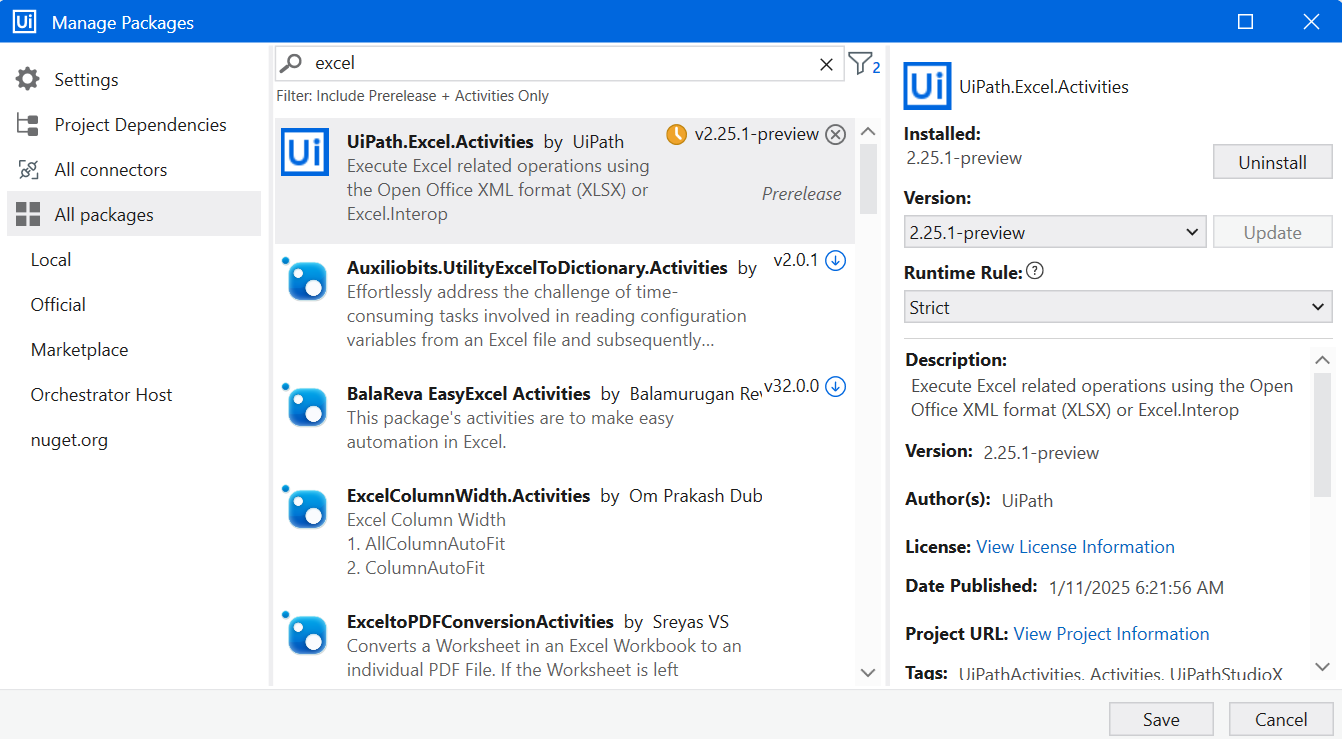 Ui Manage Packages
Settings
Project Dependencies
All connectors
All packages
Local
Official
Marketplace
Orchestrator Host
nuget.org
excel
2
Filter: Include Prerelease + Activities Only
Ui
UiPath.Excel.Activities by UiPath
v2.25.1-preview
Execute Excel related operations using
the Open Office XML format (XLSX) or
Excel.Interop
Prerelease
Auxiliobits.UtilityExcelToDictionary.Activities by
v2.0.1
Effortlessly address the challenge of time-
consuming tasks involved in reading configuration
variables from an Excel file and subsequently...
BalaReva EasyExcel Activities by Balamurugan Rev
v32.0.0
This package's activities are to make easy
automation in Excel.
ExcelColumnWidth.Activities by Om Prakash Dub
Excel Column Width
1. AllColumnAutoFit
2. ColumnAutoFit
ExceltoPDFConversionActivities by Sreyas VS
Converts a Worksheet in an Excel Workbook to an
individual PDF File. If the Worksheet is left
Ui UiPath.Excel.Activities
Installed:
2.25.1-preview
Uninstall
Version:
2.25.1-preview
Update
Runtime Rule: ?
Strict
Description:
Execute Excel related operations using the Open
Office XML format (XLSX) or Excel.Interop
Version: 2.25.1-preview
Author(s): UiPath
License: View License Information
Date Published: 1/11/2025 6:21:56 AM
Project URL: View Project Information
Tags: UiPathActivities, Activities, UiPathStudioX
Save
Cancel